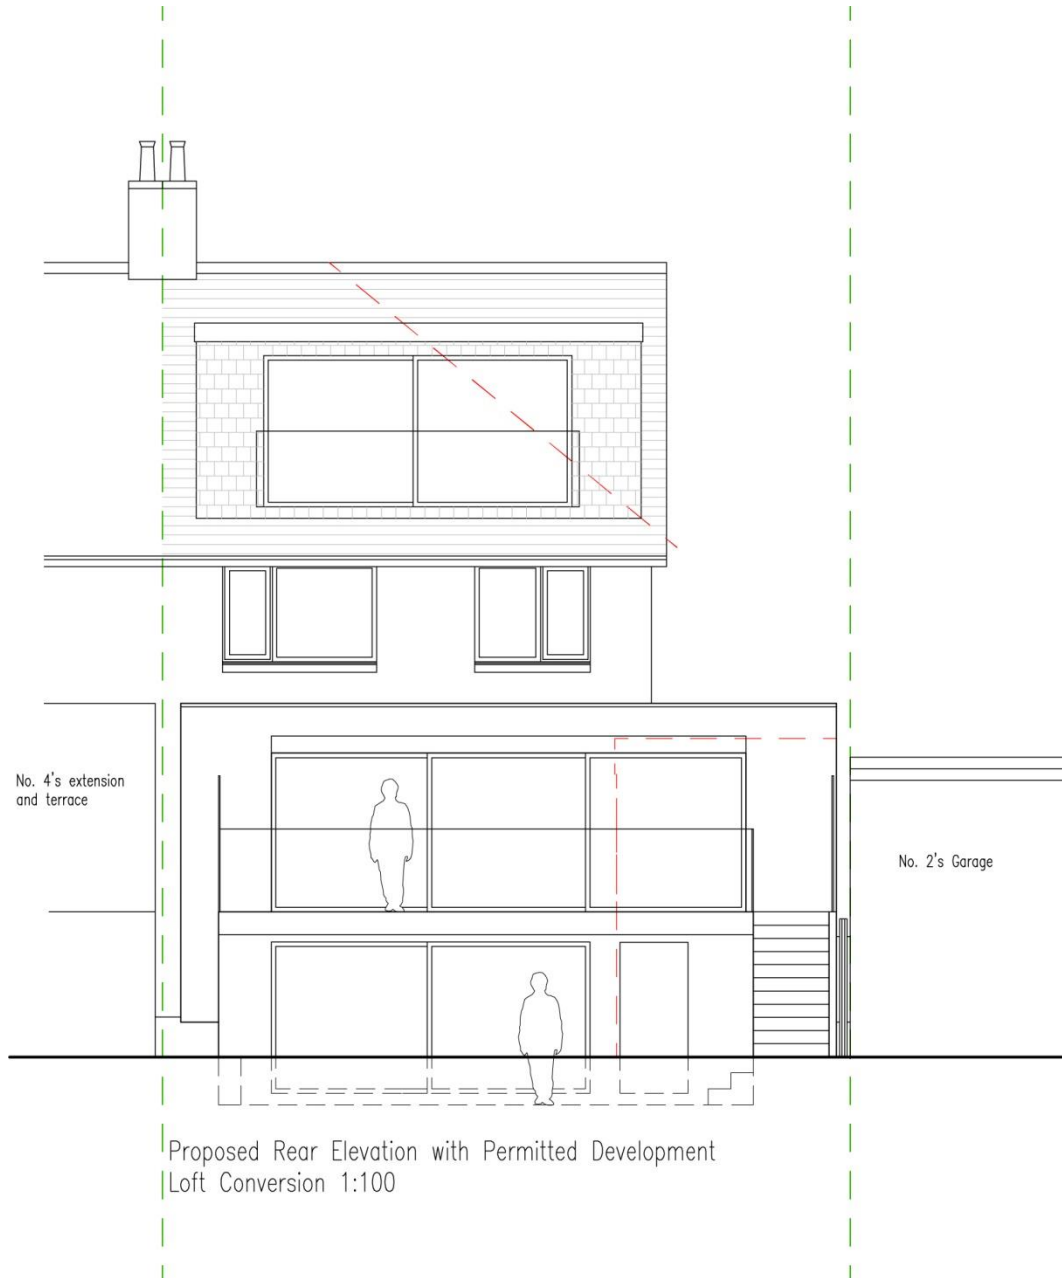 No. 4's extension
and terrace
No. 2's Garage
Proposed Rear Elevation with Permitted Development
Loft Conversion 1:100